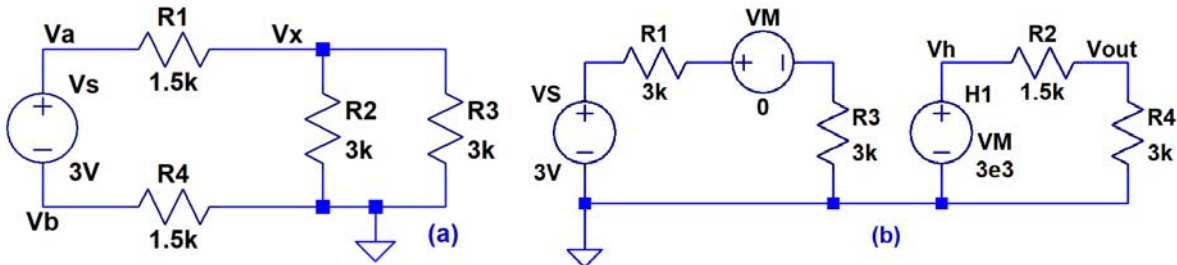 Va
R1
1.5k
Vx
Vs
3V
R2
3k
R3
3k
Vb
R4
1.5k
(a)
VS
3V
R1
3k
VM
0
R3
3k
Vh
R2
1.5k
Vout
H1
VM
3e3
R4
3k
(b)